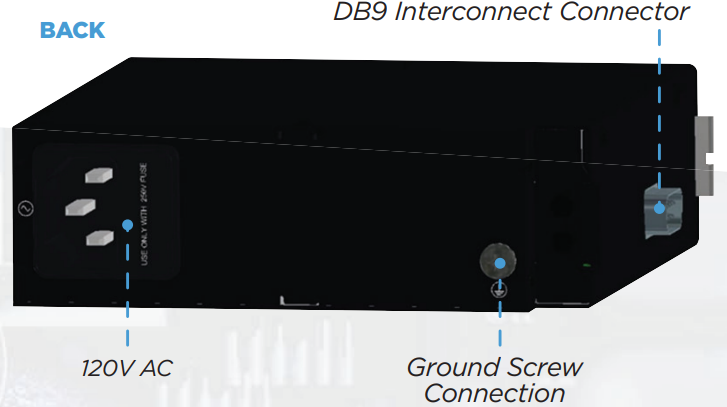 DB9 Interconnect Connector
BACK
USE ONLY WITH 250V FUSE
120V AC
Ground Screw
Connection